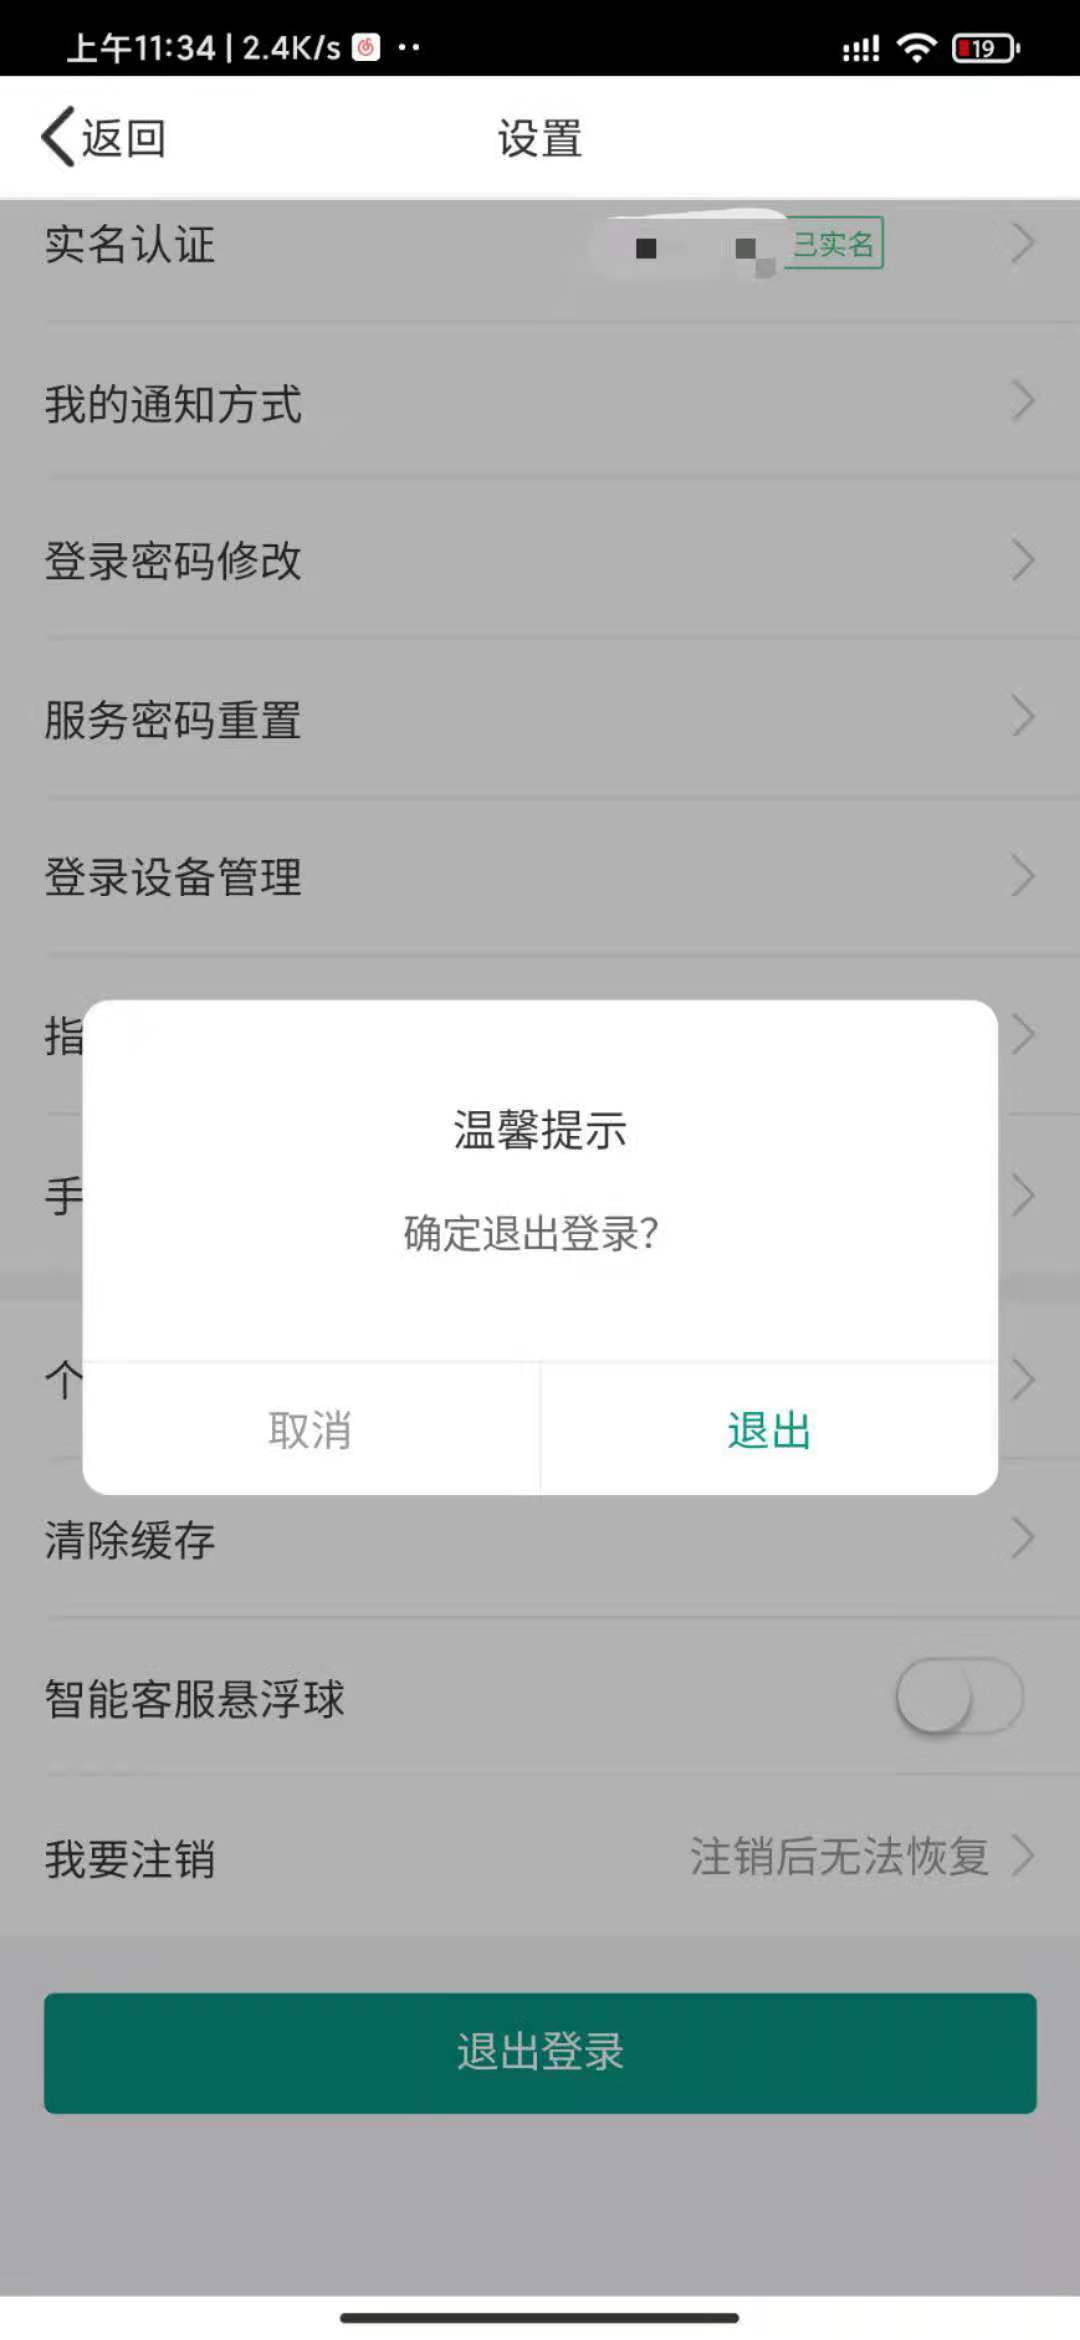 上午11:34 | 2.4K/s ··
19
返回
设置
实名认证
已实名
我的通知方式
登录密码修改
服务密码重置
登录设备管理
指
手
温馨提示
确定退出登录?
个
取消
退出
清除缓存
智能客服悬浮球
我要注销
注销后无法恢复
退出登录